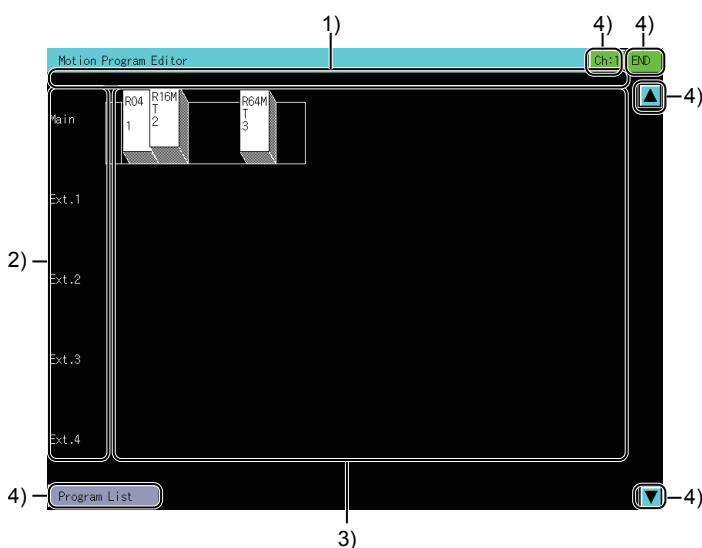 1)
4)
4)
Motion Program Editor
Ch:1
END
4)
Main
R04
1
R16M
T
2
R64M
T
3
Ext.1
2)
Ext.2
Ext.3
Ext.4
4)
Program List
4)
3)